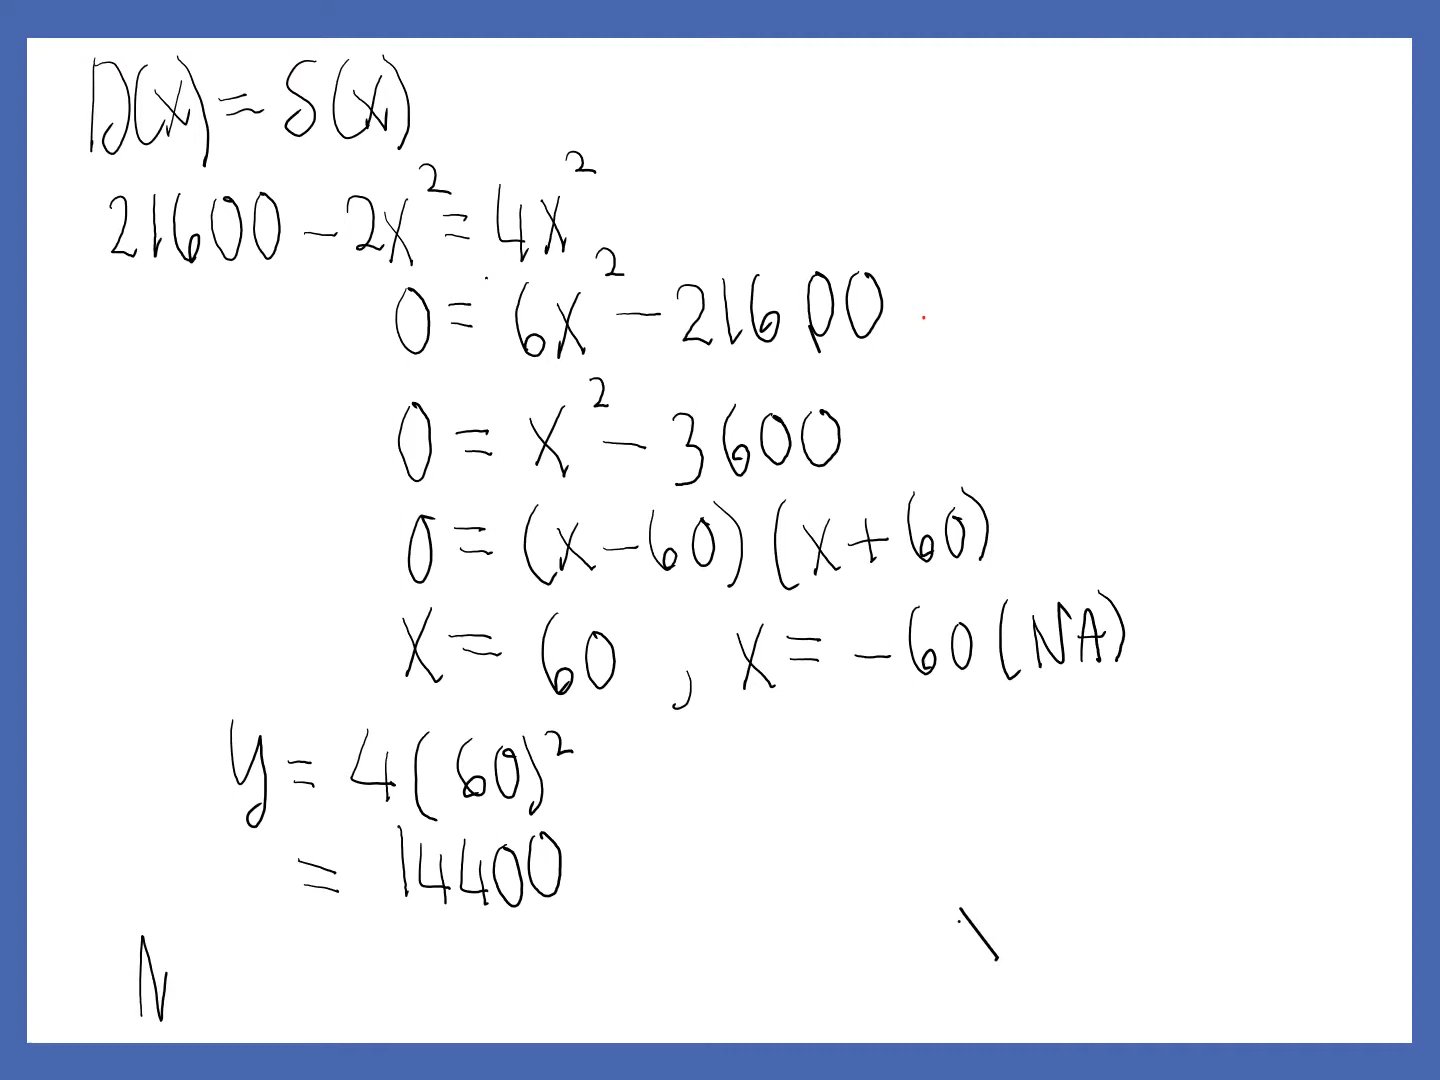 D(x) = S(x)
21600 - 2x² = 4x²
0 = 6x² - 21600
0 = x² - 3600
0 = (x - 60)(x + 60)
x = 60 , x = -60 (NA)
y = 4(60)²
= 14400
N